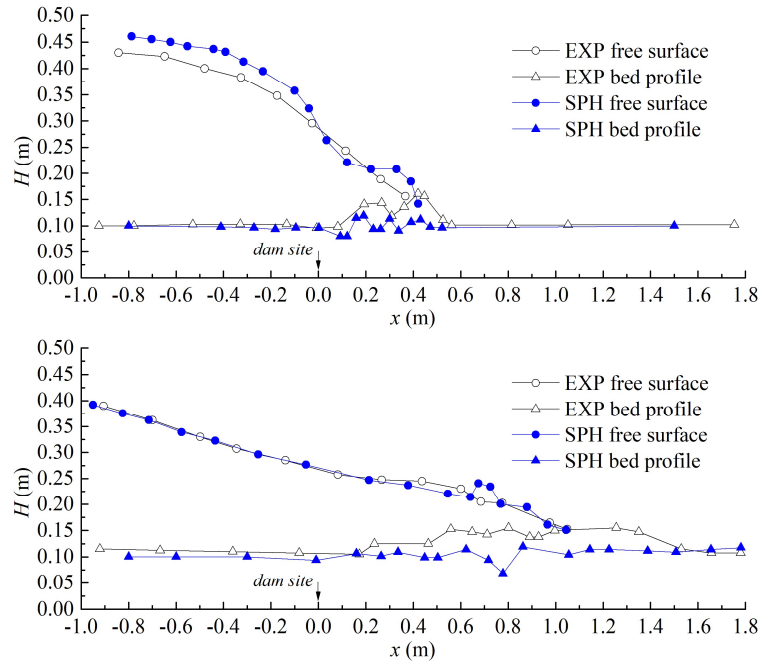 0.50
0.45
0.40
0.35
0.30
0.25
0.20
0.15
0.10
0.05
0.00
H (m)
EXP free surface
EXP bed profile
SPH free surface
SPH bed profile
dam site
-1.0 -0.8 -0.6 -0.4 -0.2 0.0 0.2 0.4 0.6 0.8 1.0 1.2 1.4 1.6 1.8
x (m)
0.50
0.45
0.40
0.35
0.30
0.25
0.20
0.15
0.10
0.05
0.00
H (m)
EXP free surface
EXP bed profile
SPH free surface
SPH bed profile
dam site
-1.0 -0.8 -0.6 -0.4 -0.2 0.0 0.2 0.4 0.6 0.8 1.0 1.2 1.4 1.6 1.8
x (m)